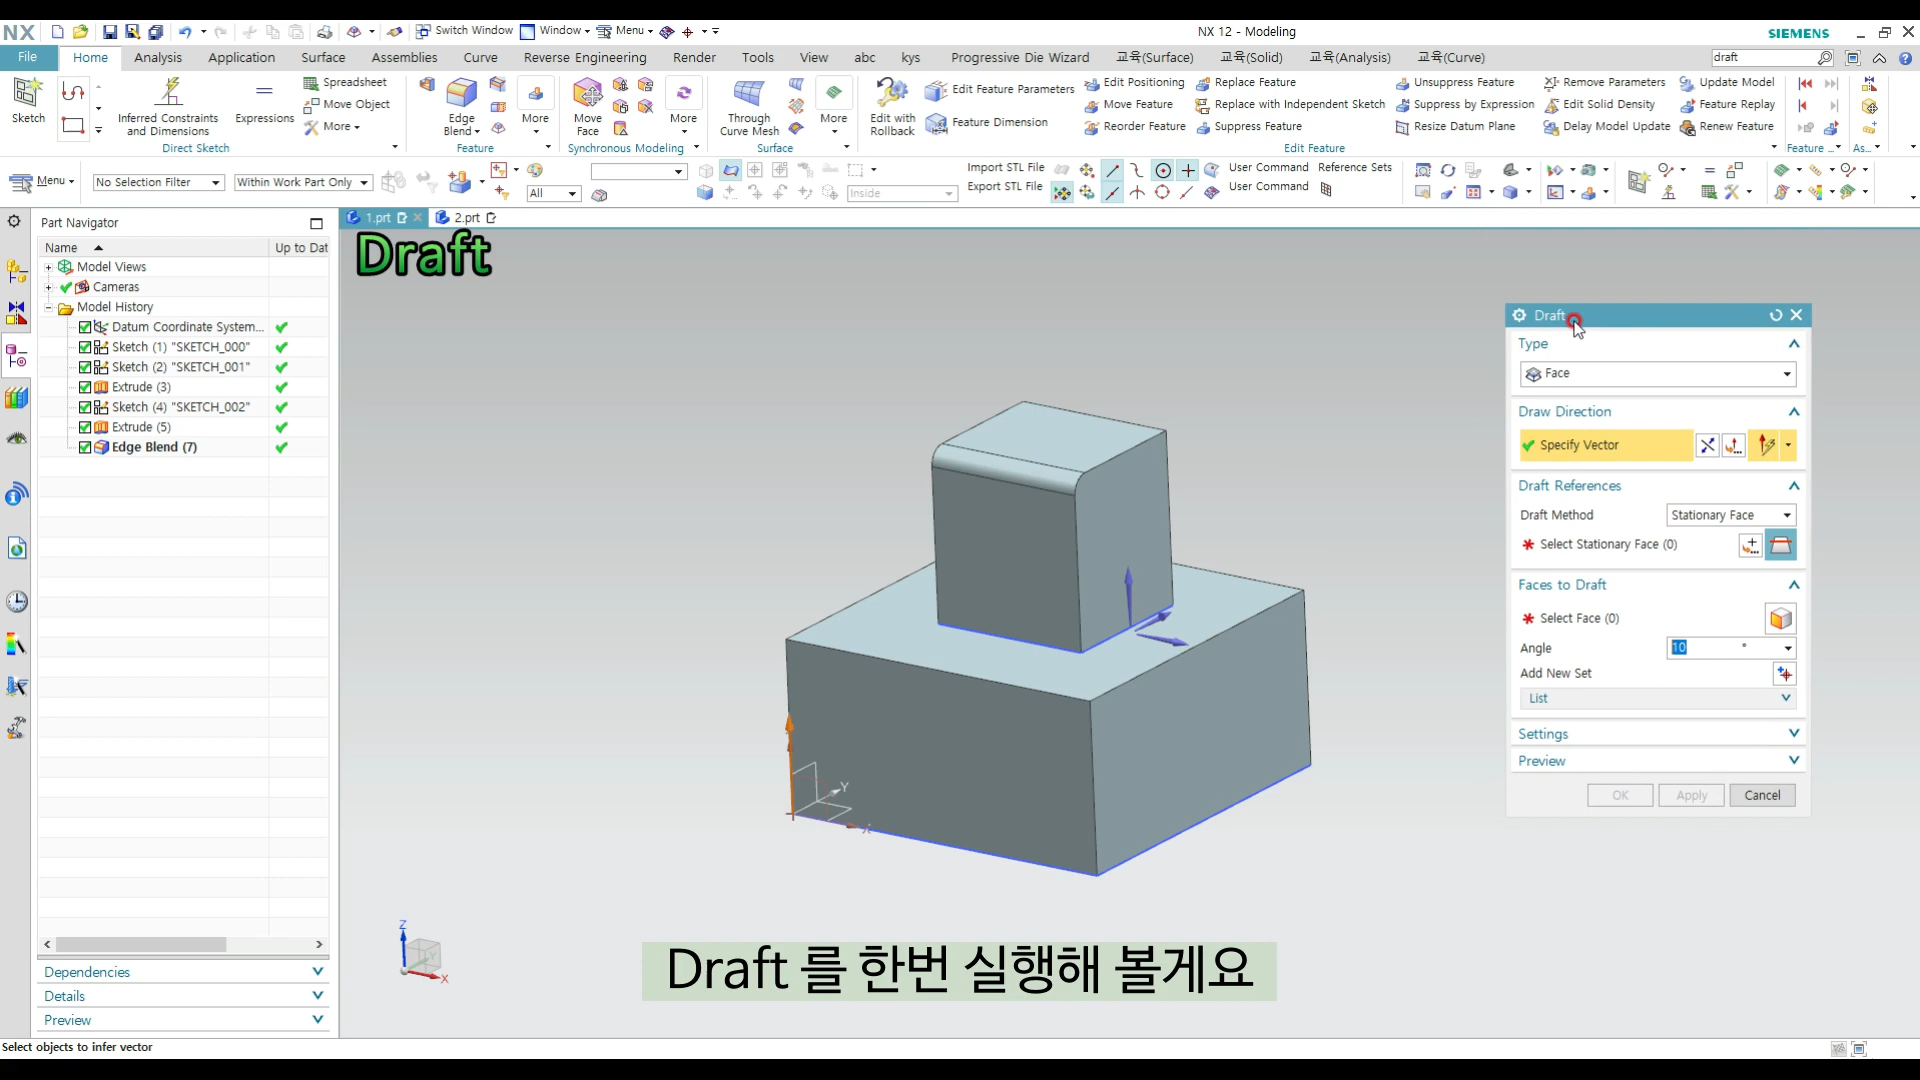 NX
Switch Window
Window
Menu
NX 12 - Modeling
SIEMENS
File
Home
Analysis
Application
Surface
Assemblies
Curve
Reverse Engineering
Render
Tools
View
abc
kys
Progressive Die Wizard
교육(Surface)
교육(Solid)
교육(Analysis)
교육(Curve)
draft
Sketch
Inferred Constraints
and Dimensions
Expressions
Spreadsheet
Move Object
More
Direct Sketch
Edge
Blend
More
Feature
Move
Face
More
Synchronous Modeling
Through
Curve Mesh
More
Surface
Edit with
Rollback
Edit Feature Parameters
Feature Dimension
Edit Positioning
Move Feature
Reorder Feature
Replace Feature
Replace with Independent Sketch
Suppress Feature
Unsuppress Feature
Suppress by Expression
Resize Datum Plane
Remove Parameters
Edit Solid Density
Delay Model Update
Update Model
Feature Replay
Renew Feature
Edit Feature
Feature ...
As...
Menu
No Selection Filter
Within Work Part Only
All
Inside
Import STL File
Export STL File
User Command
User Command
Reference Sets
Part Navigator
Name
Up to Dat
Model Views
Cameras
Model History
Datum Coordinate System...
Sketch (1) "SKETCH_000"
Sketch (2) "SKETCH_001"
Extrude (3)
Sketch (4) "SKETCH_002"
Extrude (5)
Edge Blend (7)
Dependencies
Details
Preview
1.prt
2.prt
Draft
Y
X
Z
Y
X
Draft
Type
Face
Draw Direction
Specify Vector
Draft References
Draft Method
Stationary Face
Select Stationary Face (0)
Faces to Draft
Select Face (0)
Angle
10
°
Add New Set
List
Settings
Preview
OK
Apply
Cancel
Draft 를 한번 실행해 볼게요
Select objects to infer vector